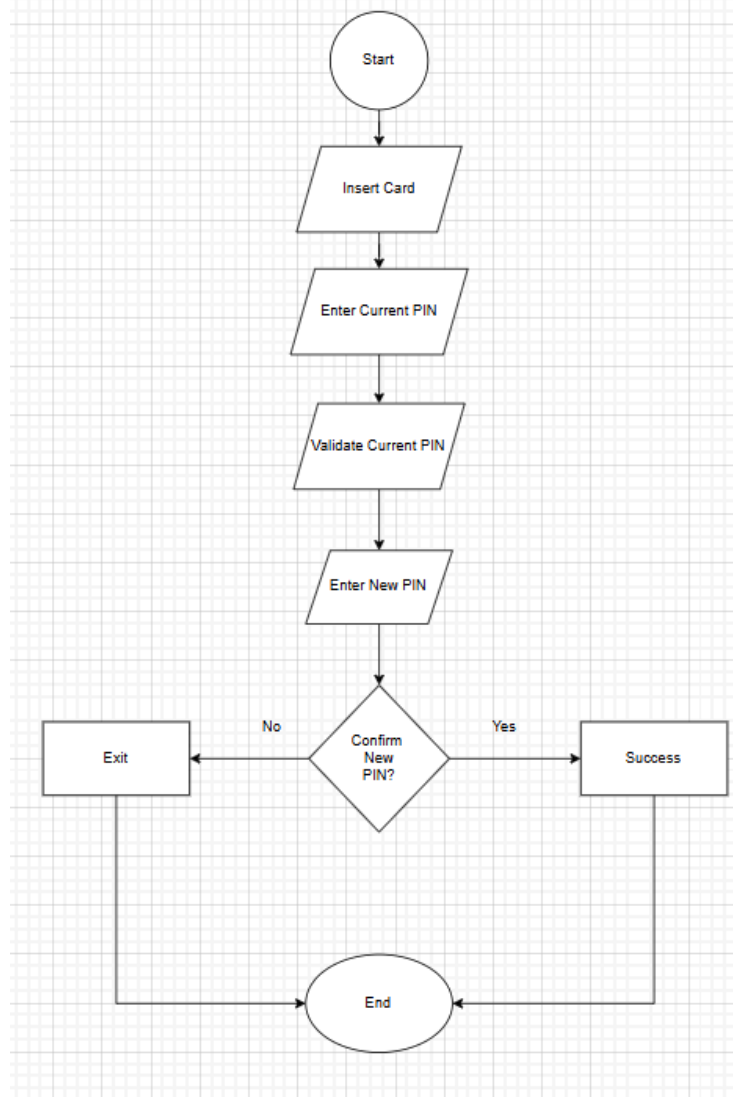 Start
Insert Card
Enter Current PIN
Validate Current PIN
Enter New PIN
No
Yes
Exit
Confirm
New
PIN?
Success
End